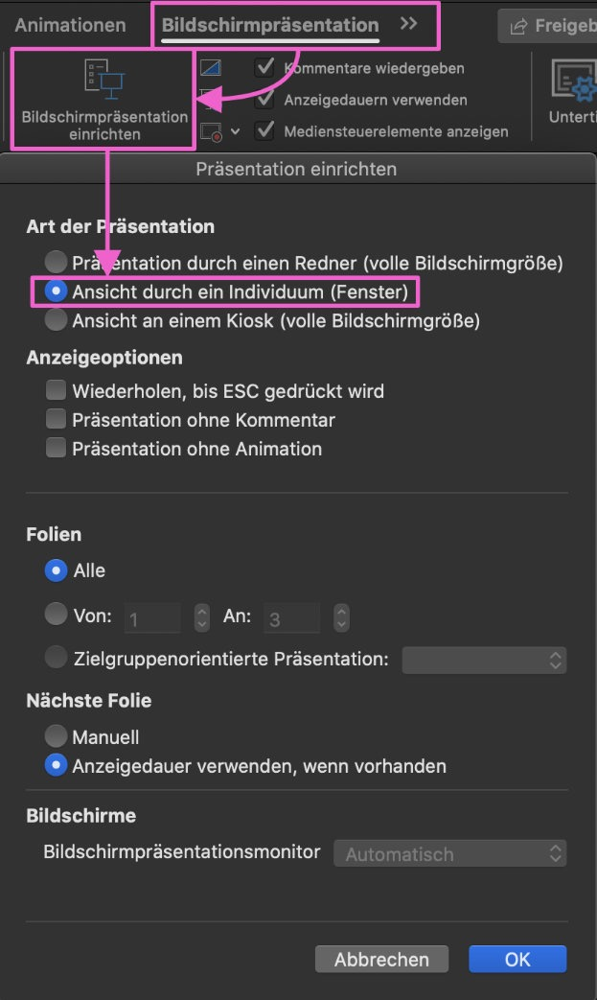 Animationen
Bildschirmpräsentation
Freigeb
Bildschirmpräsentation
einrichten
Kommentare wiedergeben
Anzeigedauern verwenden
Mediensteuerelemente anzeigen
Unterti
Präsentation einrichten
Art der Präsentation
Präsentation durch einen Redner (volle Bildschirmgröße)
Ansicht durch ein Individuum (Fenster)
Ansicht an einem Kiosk (volle Bildschirmgröße)
Anzeigeoptionen
Wiederholen, bis ESC gedrückt wird
Präsentation ohne Kommentar
Präsentation ohne Animation
Folien
Alle
Von: 1 An: 3
Zielgruppenorientierte Präsentation:
Nächste Folie
Manuell
Anzeigedauer verwenden, wenn vorhanden
Bildschirme
Bildschirmpräsentationsmonitor Automatisch
Abbrechen OK